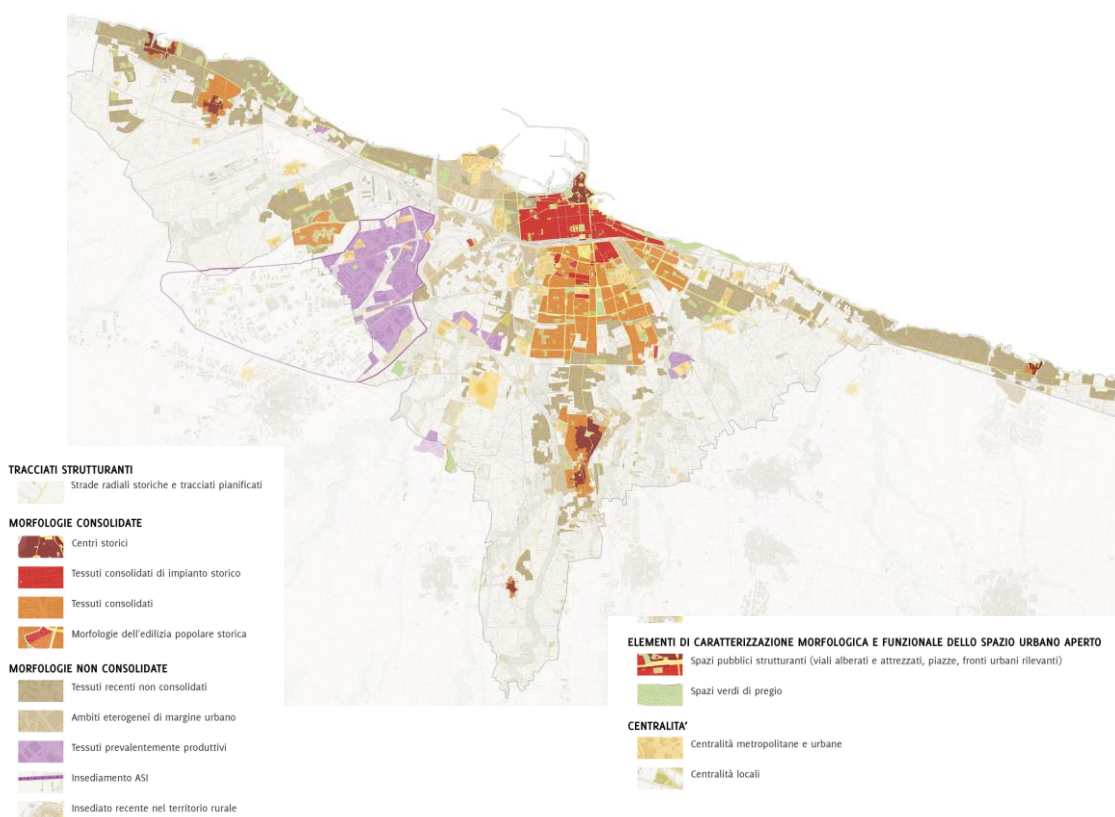 TRACCIATI STRUTTURANTI
Strade radiali storiche e tracciati pianificati
MORFOLOGIE CONSOLIDATE
Centri storici
Tessuti consolidati di impianto storico
Tessuti consolidati
Morfologie dell'edilizia popolare storica
MORFOLOGIE NON CONSOLIDATE
Tessuti recenti non consolidati
Ambiti eterogenei di margine urbano
Tessuti prevalentemente produttivi
Insediamento ASI
Insediato recente nel territorio rurale
ELEMENTI DI CARATTERIZZAZIONE MORFOLOGICA E FUNZIONALE DELLO SPAZIO URBANO APERTO
Spazi pubblici strutturanti (viali alberati e attrezzati, piazze, fronti urbani rilevanti)
Spazi verdi di pregio
CENTRALITA'
Centralità metropolitane e urbane
Centralità locali